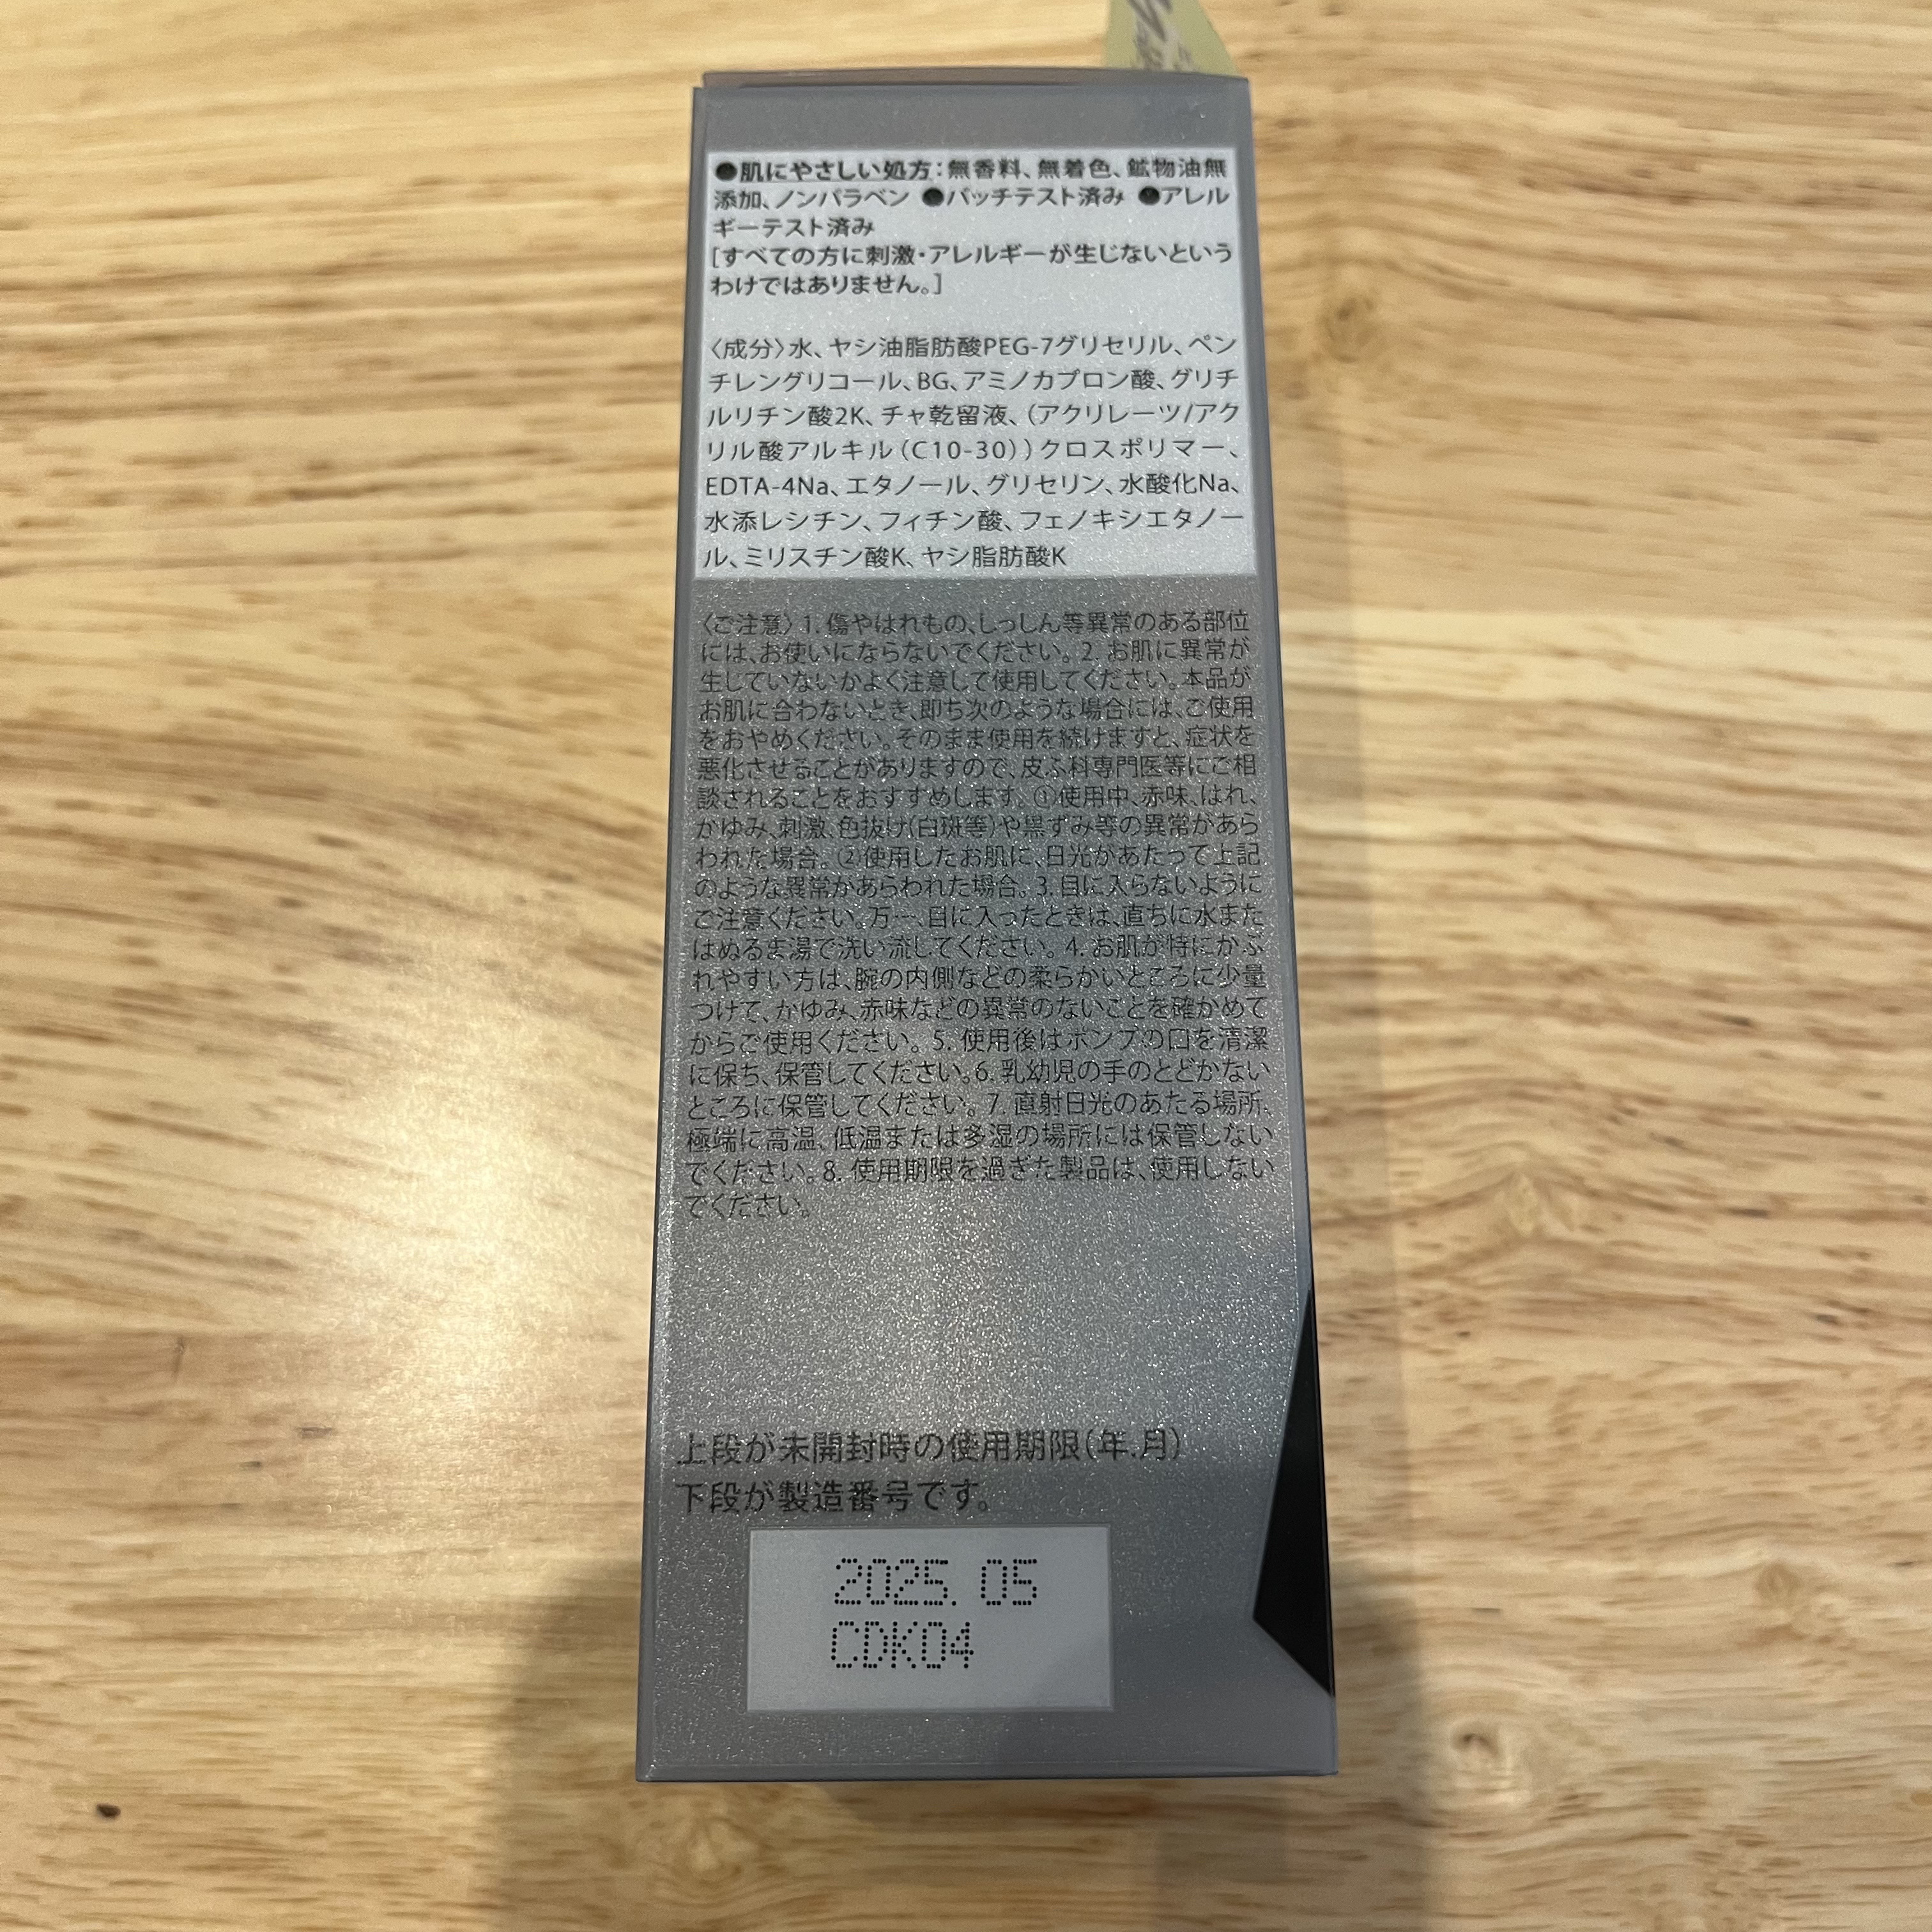 ●肌にやさしい処方：無香料、無着色、鉱物油無
添加、ノンパラベン ●パッチテスト済み ●アレル
ギーテスト済み
[すべての方に刺激・アレルギーが生じないという
わけではありません。]
〈成分〉水、ヤシ油脂肪酸PEG-7グリセリル、ペン
チレングリコール、BG、アミノカプロン酸、グリチ
ルリチン酸2K、チャ乾留液、（アクリレーツ/アク
リル酸アルキル（C10-30））クロスポリマー、
EDTA-4Na、エタノール、グリセリン、水酸化Na、
水添レシチン、フィチン酸、フェノキシエタノー
ル、ミリスチン酸K、ヤシ脂肪酸K
〈ご注意〉1. 傷やはれもの、しっしん等異常のある部位
には、お使いにならないでください。2. お肌に異常が
生じていないかよく注意して使用してください。本品が
お肌に合わないとき、即ち次のような場合には、ご使用
をおやめください。そのまま使用を続けますと、症状を
悪化させることがありますので、皮ふ科専門医等にご相
談されることをおすすめします。①使用中、赤味、はれ、
かゆみ、刺激、色抜け（白斑等）や黒ずみ等の異常があら
われた場合。②使用したお肌に、日光があたって上記
のような異常があらわれた場合。3. 目に入らないように
ご注意ください。万一、目に入ったときは、直ちに水また
はぬるま湯で洗い流してください。4. お肌が特にかぶ
れやすい方は、腕の内側などの柔らかいところに少量
つけて、かゆみ、赤味などの異常のないことを確かめて
からご使用ください。5. 使用後はポンプの口を清潔
に保ち、保管してください。6. 乳幼児の手のとどかない
ところに保管してください。7. 直射日光のあたる場所、
極端に高温、低温または多湿の場所には保管しない
でください。8. 使用期限を過ぎた製品は、使用しない
でください。
上段が未開封時の使用期限（年.月）
下段が製造番号です。
2025. 05
CDK04